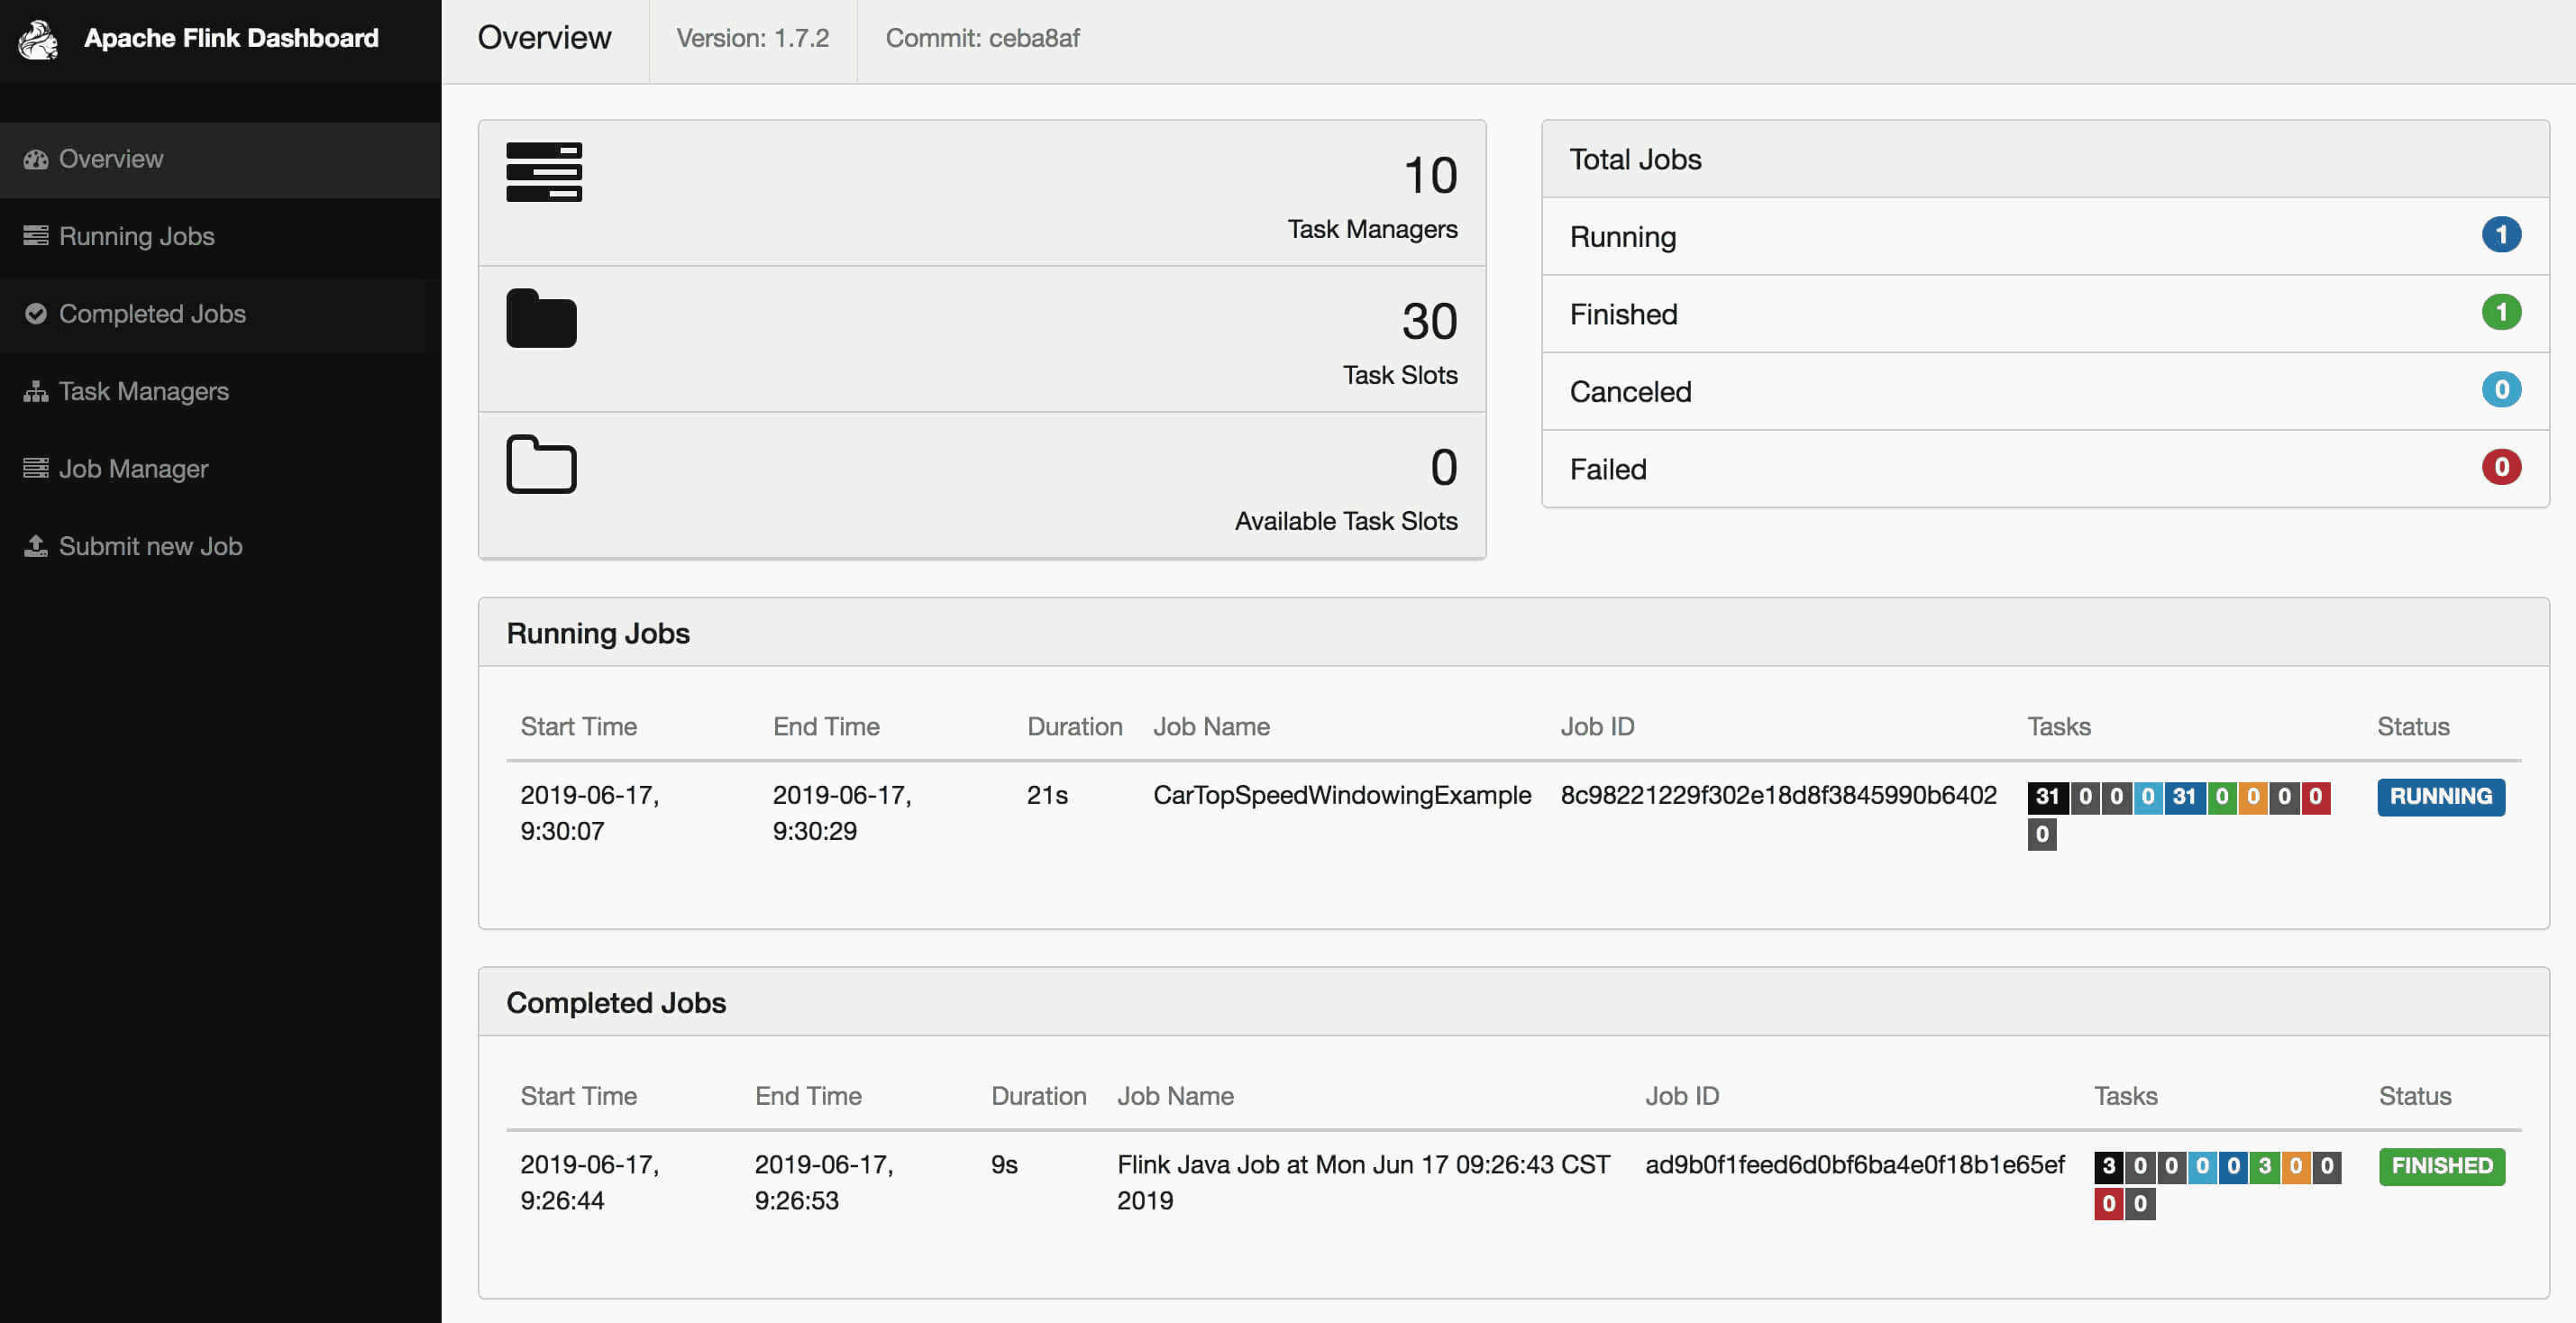 Apache Flink Dashboard
Overview
Running Jobs
Completed Jobs
Task Managers
Job Manager
Submit new Job
Overview Version: 1.7.2 Commit: ceba8af
10
Task Managers
30
Task Slots
0
Available Task Slots
Total Jobs
Running 1
Finished 1
Canceled 0
Failed 0
Running Jobs
Start Time End Time Duration Job Name Job ID Tasks Status
2019-06-17, 2019-06-17, 21s CarTopSpeedWindowingExample 8c98221229f302e18d8f3845990b6402 31 0 0 0 31 0 0 0 0 RUNNING
9:30:07 9:30:29 0
Completed Jobs
Start Time End Time Duration Job Name Job ID Tasks Status
2019-06-17, 2019-06-17, 9s Flink Java Job at Mon Jun 17 09:26:43 CST ad9b0f1feed6d0bf6ba4e0f18b1e65ef 3 0 0 0 0 3 0 0 FINISHED
9:26:44 9:26:53 2019 0 0